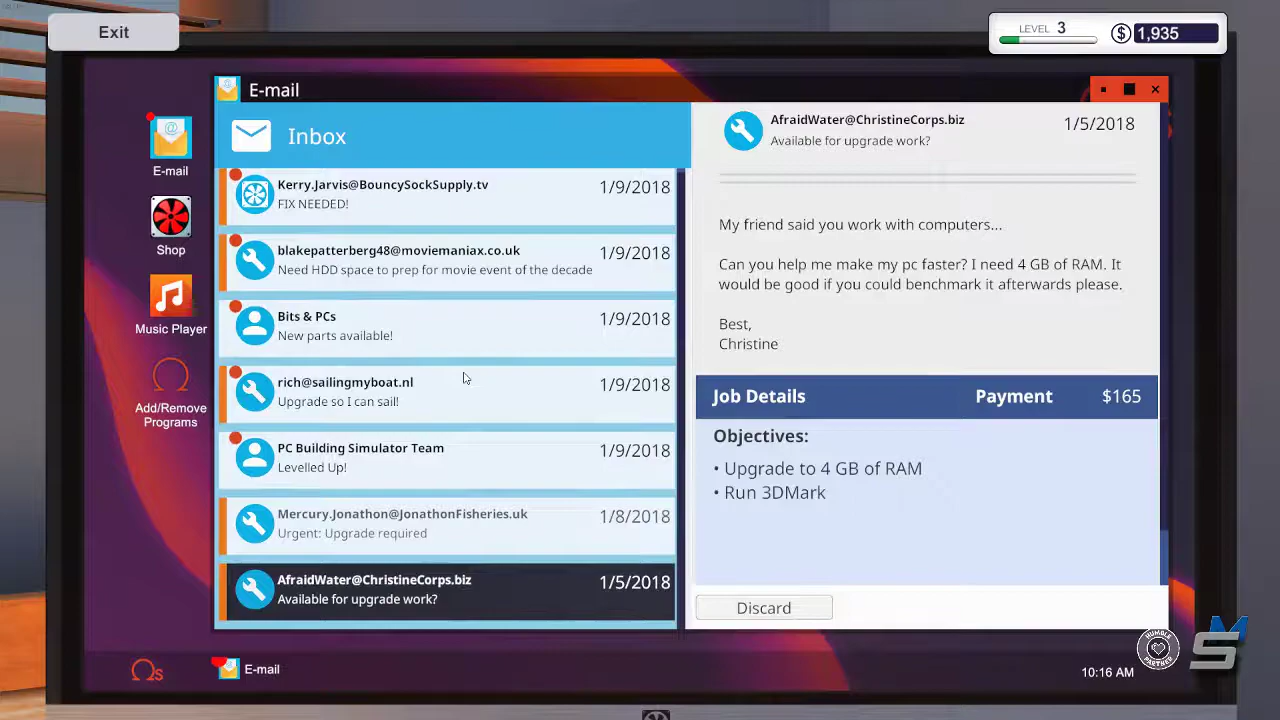 Exit
LEVEL 3
$ 1,935
E-mail
Shop
Music Player
Add/Remove
Programs
E-mail
Inbox
Kerry.Jarvis@BouncySockSupply.tv 1/9/2018
FIX NEEDED!
blakepatterberg48@moviemaniax.co.uk 1/9/2018
Need HDD space to prep for movie event of the decade
Bits & PCs 1/9/2018
New parts available!
rich@sailingmyboat.nl 1/9/2018
Upgrade so I can sail!
PC Building Simulator Team 1/9/2018
Levelled Up!
Mercury.Jonathon@JonathonFisheries.uk 1/8/2018
Urgent: Upgrade required
AfraidWater@ChristineCorps.biz 1/5/2018
Available for upgrade work?
AfraidWater@ChristineCorps.biz 1/5/2018
Available for upgrade work?
My friend said you work with computers...
Can you help me make my pc faster? I need 4 GB of RAM. It
would be good if you could benchmark it afterwards please.
Best,
Christine
Job Details Payment $165
Objectives:
• Upgrade to 4 GB of RAM
• Run 3DMark
Discard
Ωs E-mail 10:16 AM
HUMBLE
PARTNER